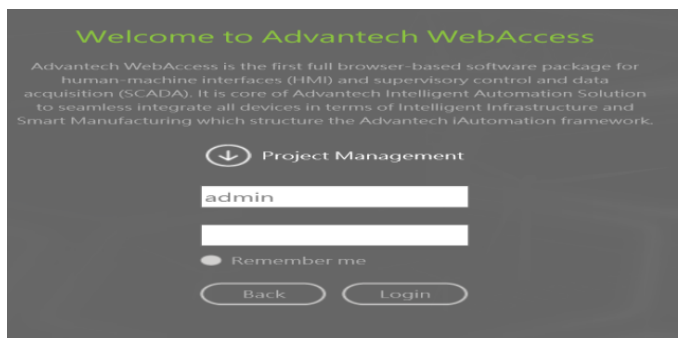 Welcome to Advantech WebAccess
Advantech WebAccess is the first full browser-based software package for
human-machine interfaces (HMI) and supervisory control and data
acquisition (SCADA). It is core of Advantech Intelligent Automation Solution
to seamless integrate all devices in terms of Intelligent Infrastructure and
Smart Manufacturing which structure the Advantech iAutomation framework.
Project Management
admin
Remember me
Back Login